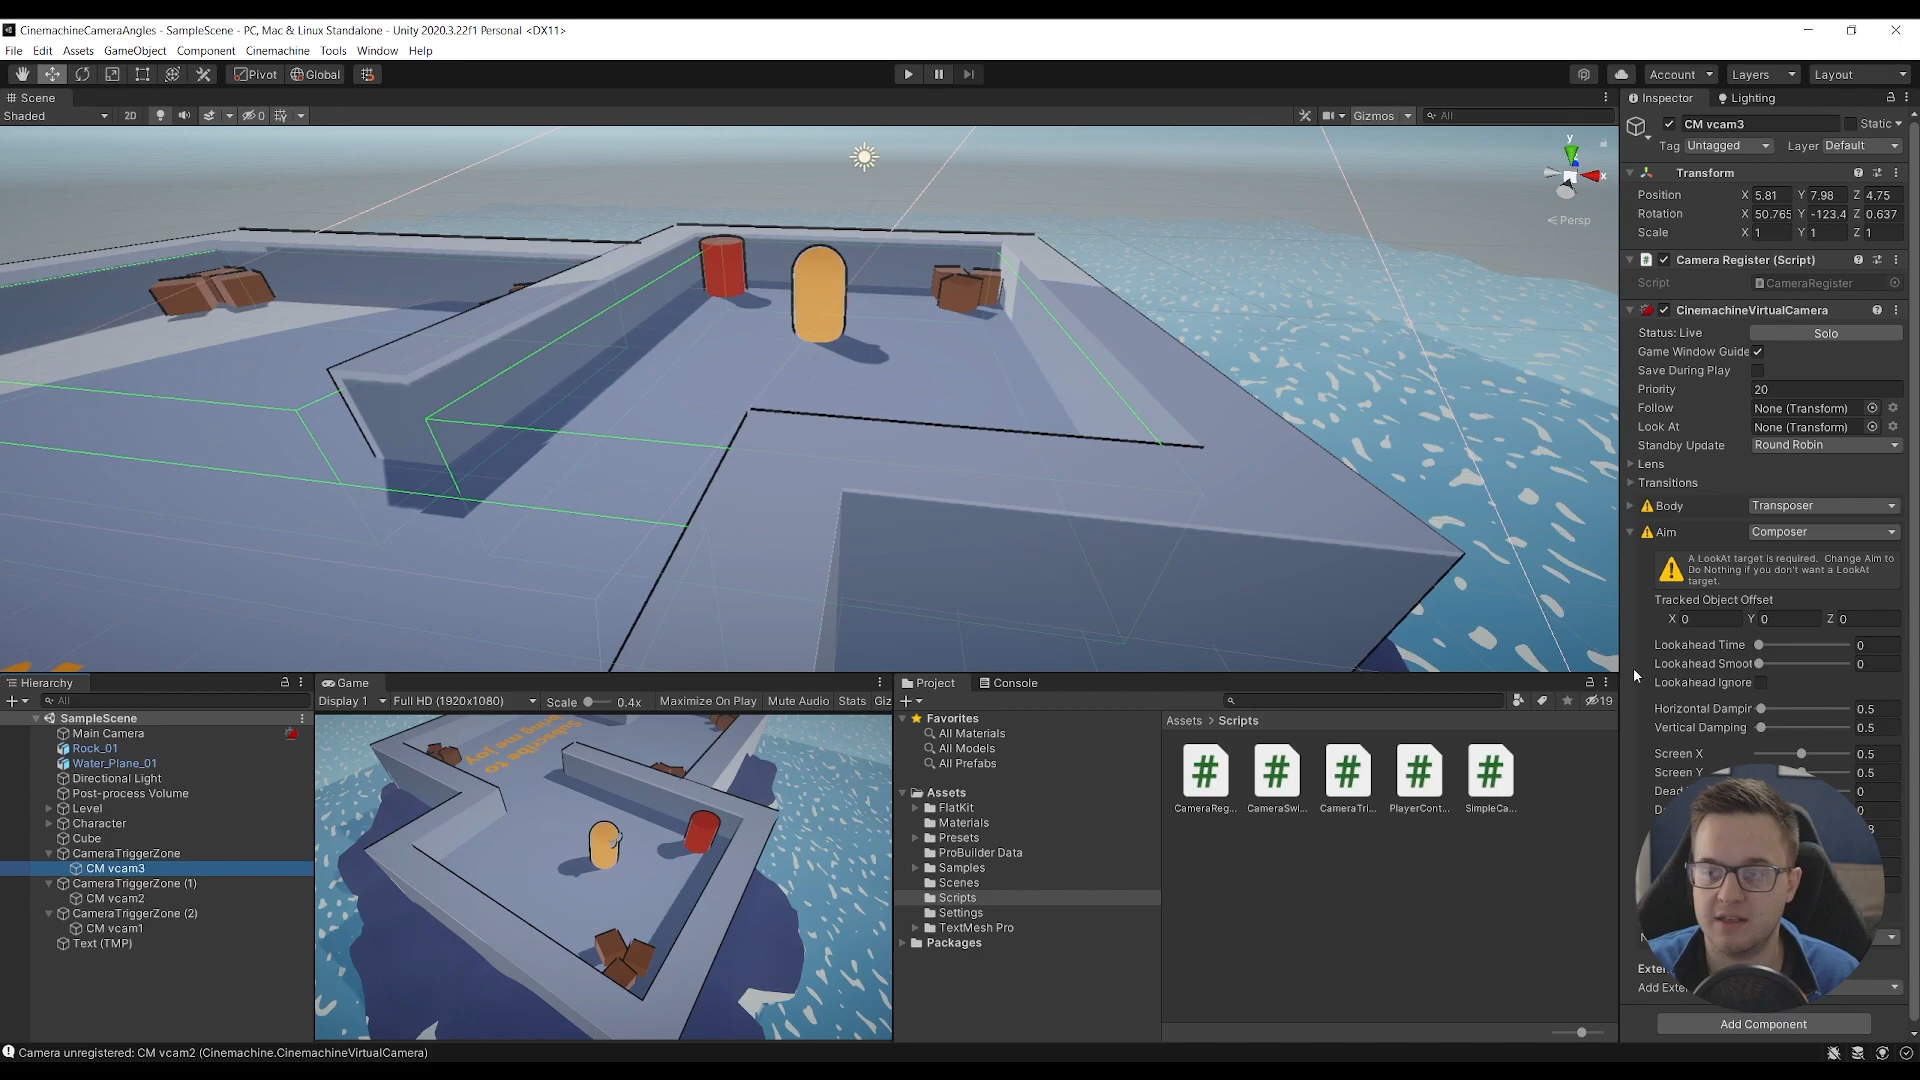 CinemachineCameraAngles - SampleScene - PC, Mac & Linux Standalone - Unity 2020.3.22f1 Personal <DX11>
File Edit Assets GameObject Component Cinemachine Tools Window Help
Pivot Global Account Layers Layout
Scene
Shaded 2D 0 Gizmos All
y
x
Persp
Inspector Lighting
CM vcam3 Static
Tag Untagged Layer Default
Transform
Position X 5.81 Y 7.98 Z 4.75
Rotation X 50.765 Y -123.4 Z 0.637
Scale X 1 Y 1 Z 1
Camera Register (Script)
Script CameraRegister
CinemachineVirtualCamera
Status: Live Solo
Game Window Guide
Save During Play
Priority 20
Follow None (Transform)
Look At None (Transform)
Standby Update Round Robin
Lens
Transitions
Body Transposer
Aim Composer
A LookAt target is required. Change Aim to
Do Nothing if you don't want a LookAt
target.
Tracked Object Offset
X 0 Y 0 Z 0
Lookahead Time 0
Lookahead Smoot 0
Lookahead Ignore
Horizontal Dampir 0.5
Vertical Damping 0.5
Screen X 0.5
Screen Y 0.5
Dead 0
0
Exte
Add Exte
Add Component
Hierarchy
All
SampleScene
Main Camera
Rock_01
Water_Plane_01
Directional Light
Post-process Volume
Level
Character
Cube
CameraTriggerZone
CM vcam3
CameraTriggerZone (1)
CM vcam2
CameraTriggerZone (2)
CM vcam1
Text (TMP)
Game
Display 1 Full HD (1920x1080) Scale 0.4x Maximize On Play Mute Audio Stats Giz
Subscribe to
bring me joy
Project Console
19
Favorites
All Materials
All Models
All Prefabs
Assets
FlatKit
Materials
Presets
ProBuilder Data
Samples
Scenes
Scripts
Settings
TextMesh Pro
Packages
Assets > Scripts
CameraReg... CameraSwi... CameraTri... PlayerCont... SimpleCa...
Camera unregistered: CM vcam2 (Cinemachine.CinemachineVirtualCamera)